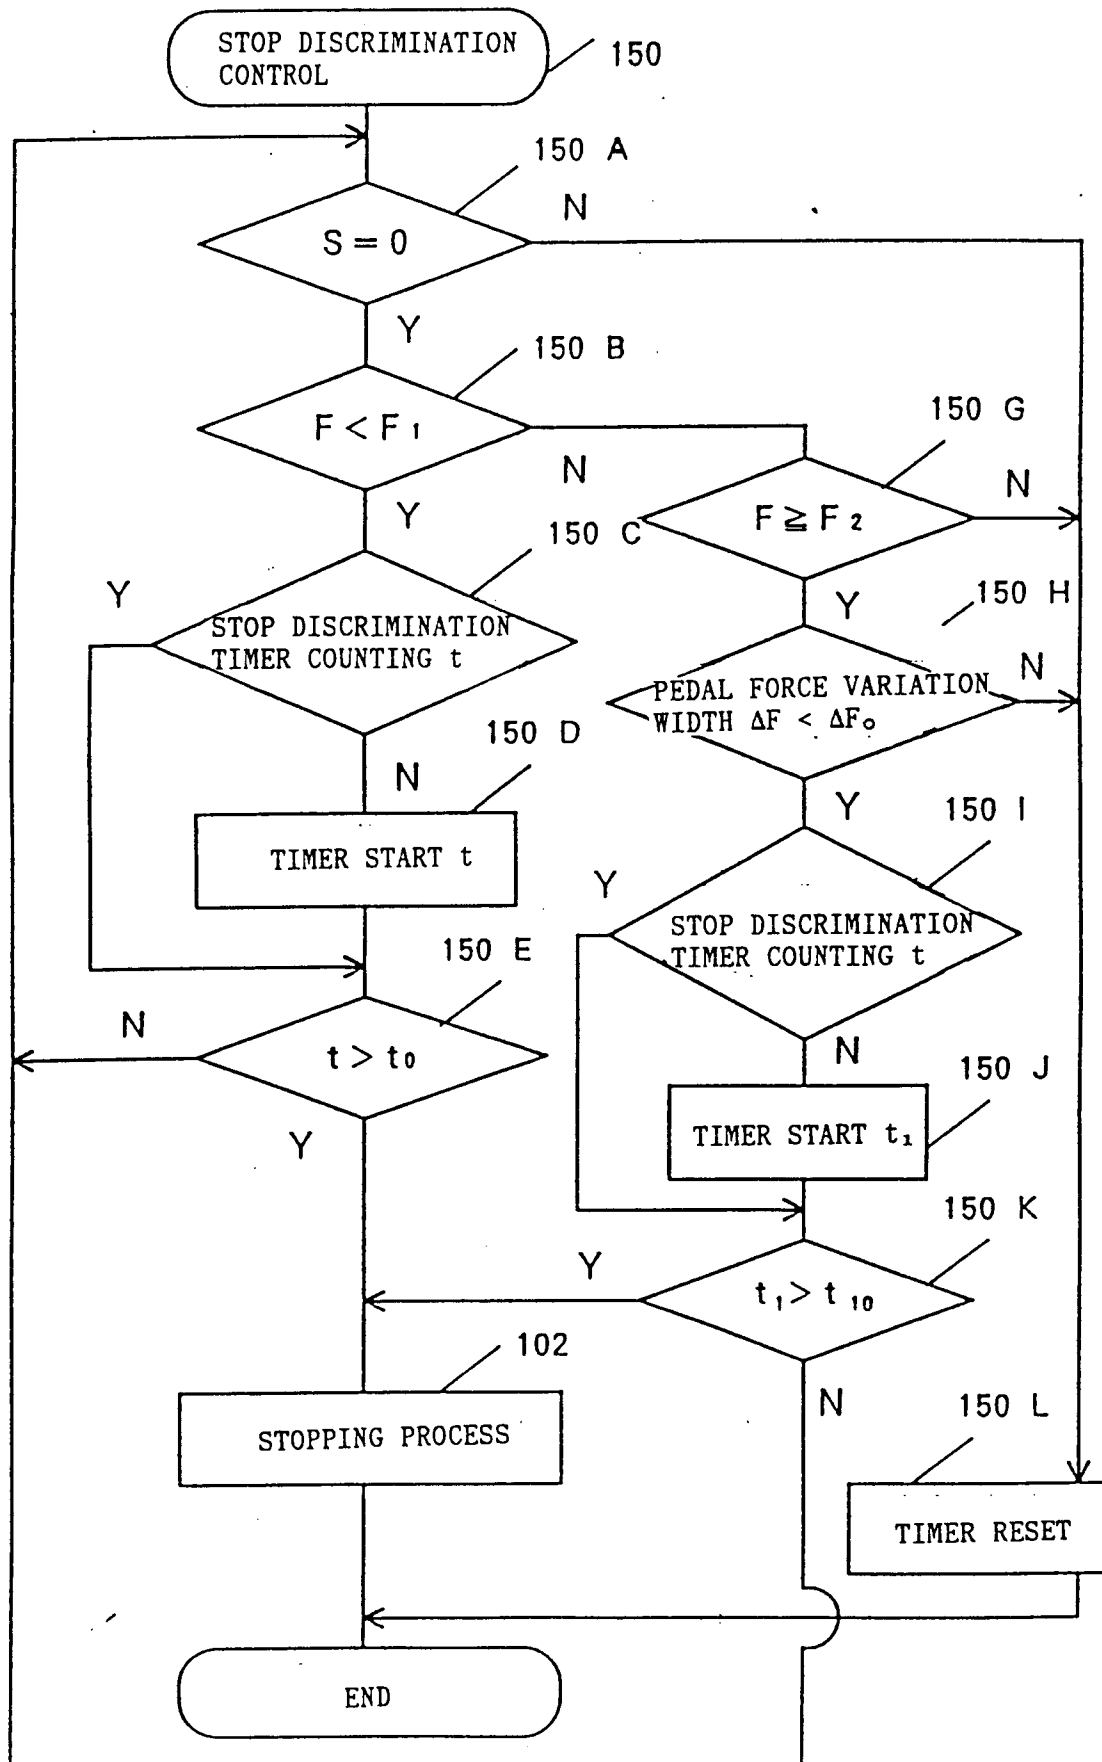 STOP DISCRIMINATION
CONTROL
150
150 A
N
S = 0
Y
150 B
F < F₁
N
150 G
Y
F ≧ F₂
N
150 C
Y
Y
150 H
STOP DISCRIMINATION
TIMER COUNTING t
N
PEDAL FORCE VARIATION
WIDTH ΔF < ΔF₀
150 D
N
Y
150 I
TIMER START t
Y
STOP DISCRIMINATION
TIMER COUNTING t
150 E
N
t > t₀
N
150 J
Y
TIMER START t₁
150 K
Y
t₁ > t₁₀
102
N
150 L
STOPPING PROCESS
TIMER RESET
END